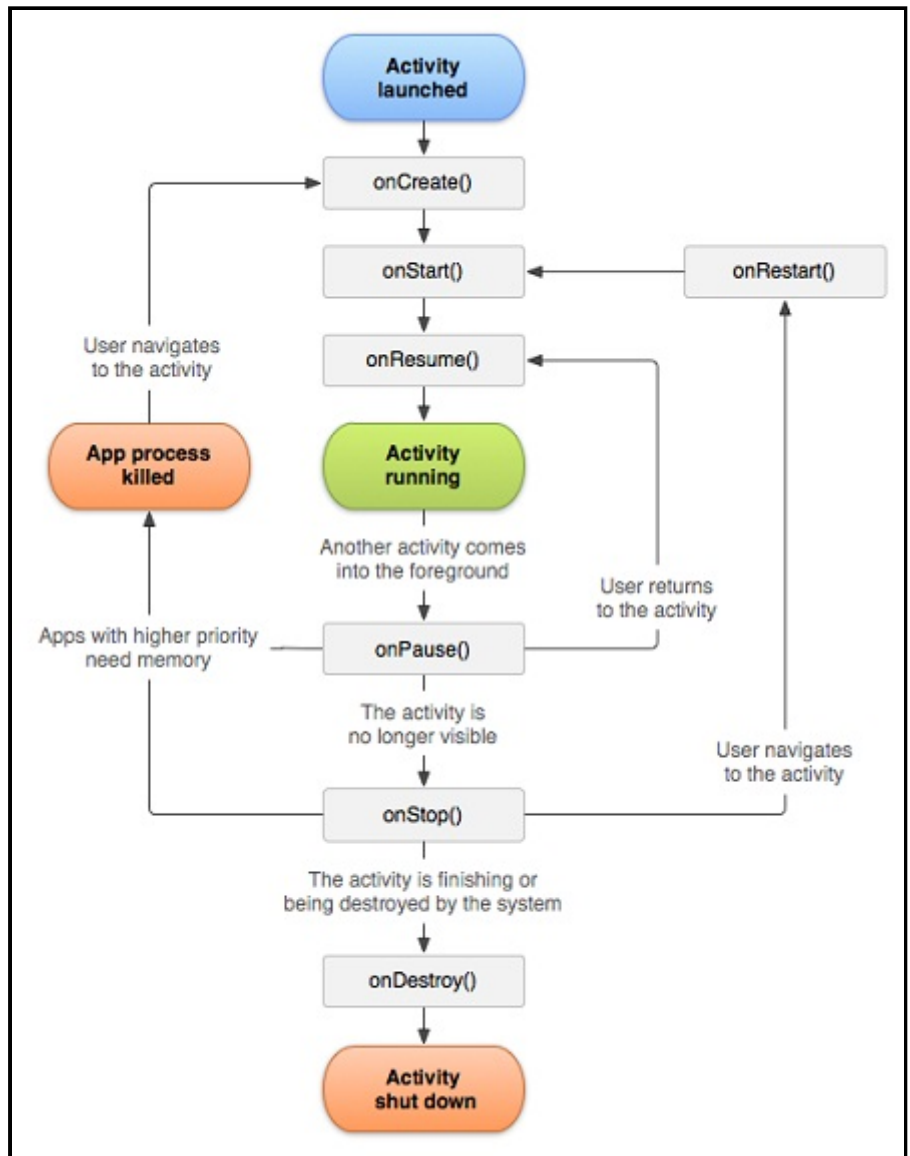 Activity
launched
onCreate()
onStart()
onRestart()
onResume()
User navigates
to the activity
App process
killed
Activity
running
Another activity comes
into the foreground
User returns
to the activity
Apps with higher priority
need memory
onPause()
The activity is
no longer visible
User navigates
to the activity
onStop()
The activity is finishing or
being destroyed by the system
onDestroy()
Activity
shut down